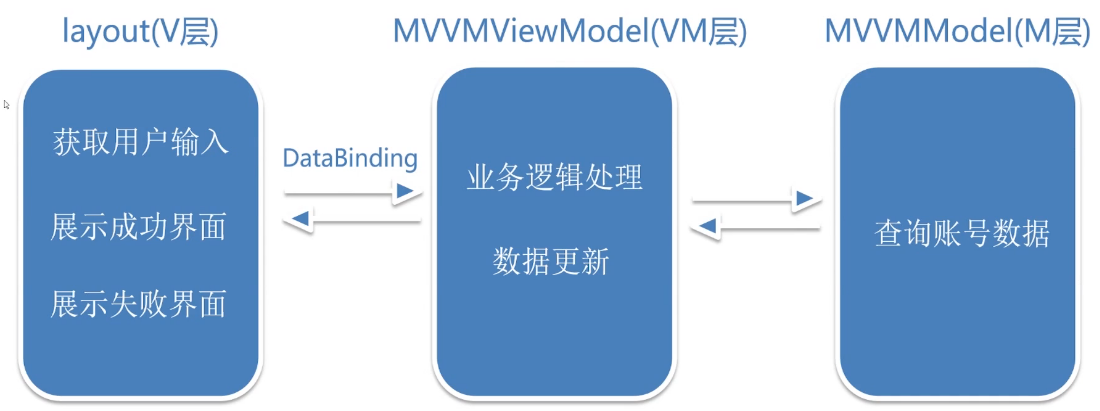 layout(V层)
MVVMViewModel(VM层)
MVVMModel(M层)
获取用户输入
展示成功界面
展示失败界面
DataBinding
业务逻辑处理
数据更新
查询账号数据